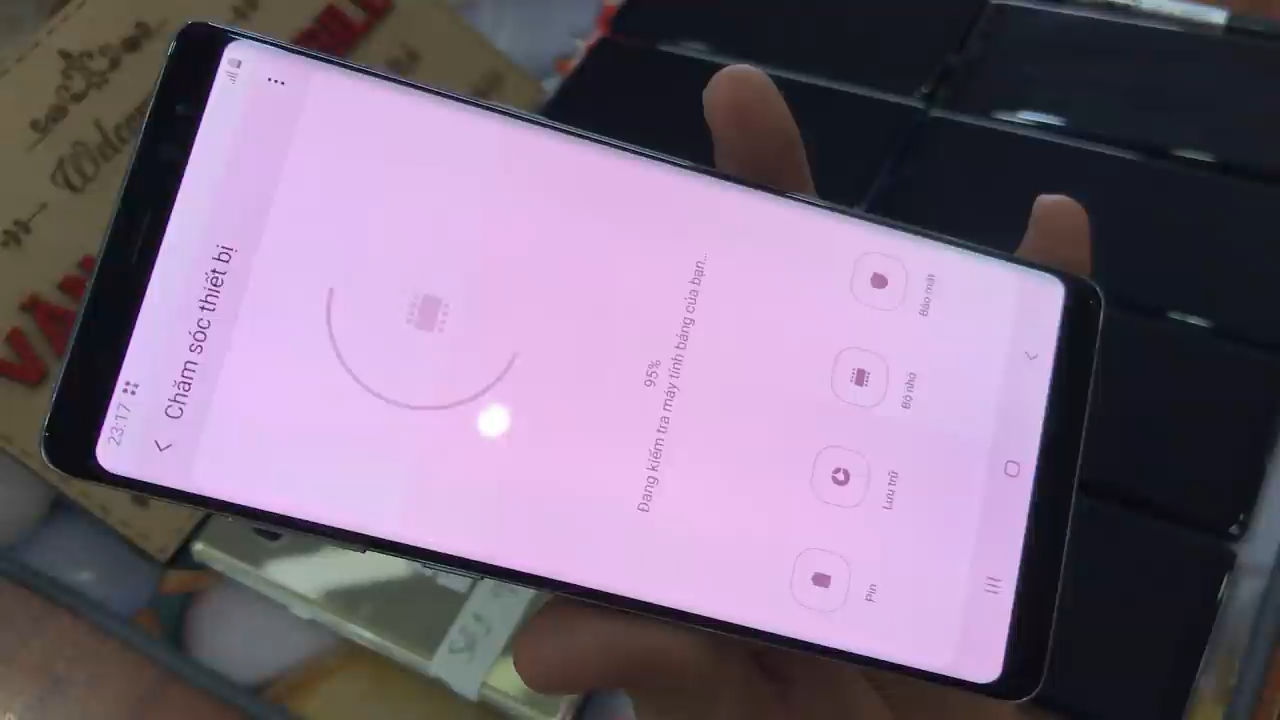 23:17
Chăm sóc thiết bị
95%
Đang kiểm tra máy tính bảng của bạn...
Pin
Lưu trữ
Bộ nhớ
Bảo mật
VĂN